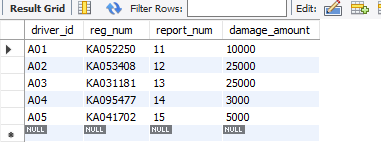 Result Grid Filter Rows: Edit:
driver_id reg_num report_num damage_amount
A01 KA052250 11 10000
A02 KA053408 12 25000
A03 KA031181 13 25000
A04 KA095477 14 3000
A05 KA041702 15 5000
NULL NULL NULL NULL